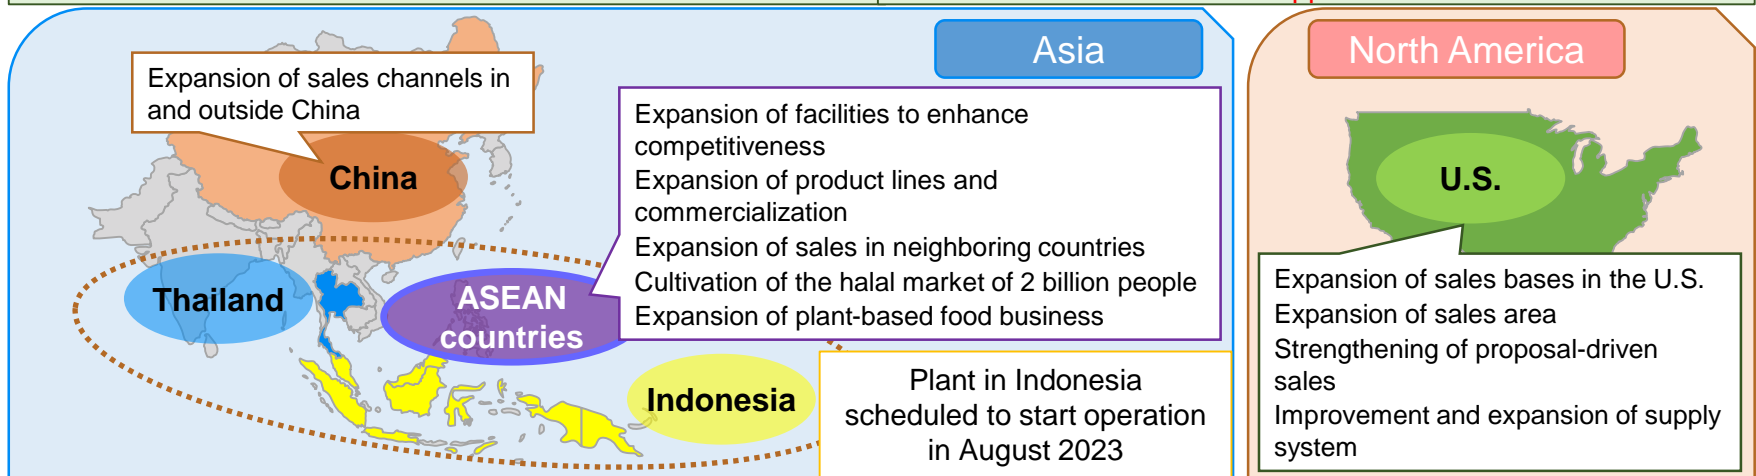 Asia
Expansion of sales channels in
and outside China
China
Expansion of facilities to enhance
competitiveness
Expansion of product lines and
commercialization
Expansion of sales in neighboring countries
Cultivation of the halal market of 2 billion people
Expansion of plant-based food business
Thailand
ASEAN
countries
Indonesia
Plant in Indonesia
scheduled to start operation
in August 2023
North America
U.S.
Expansion of sales bases in the U.S.
Expansion of sales area
Strengthening of proposal-driven
sales
Improvement and expansion of supply
system